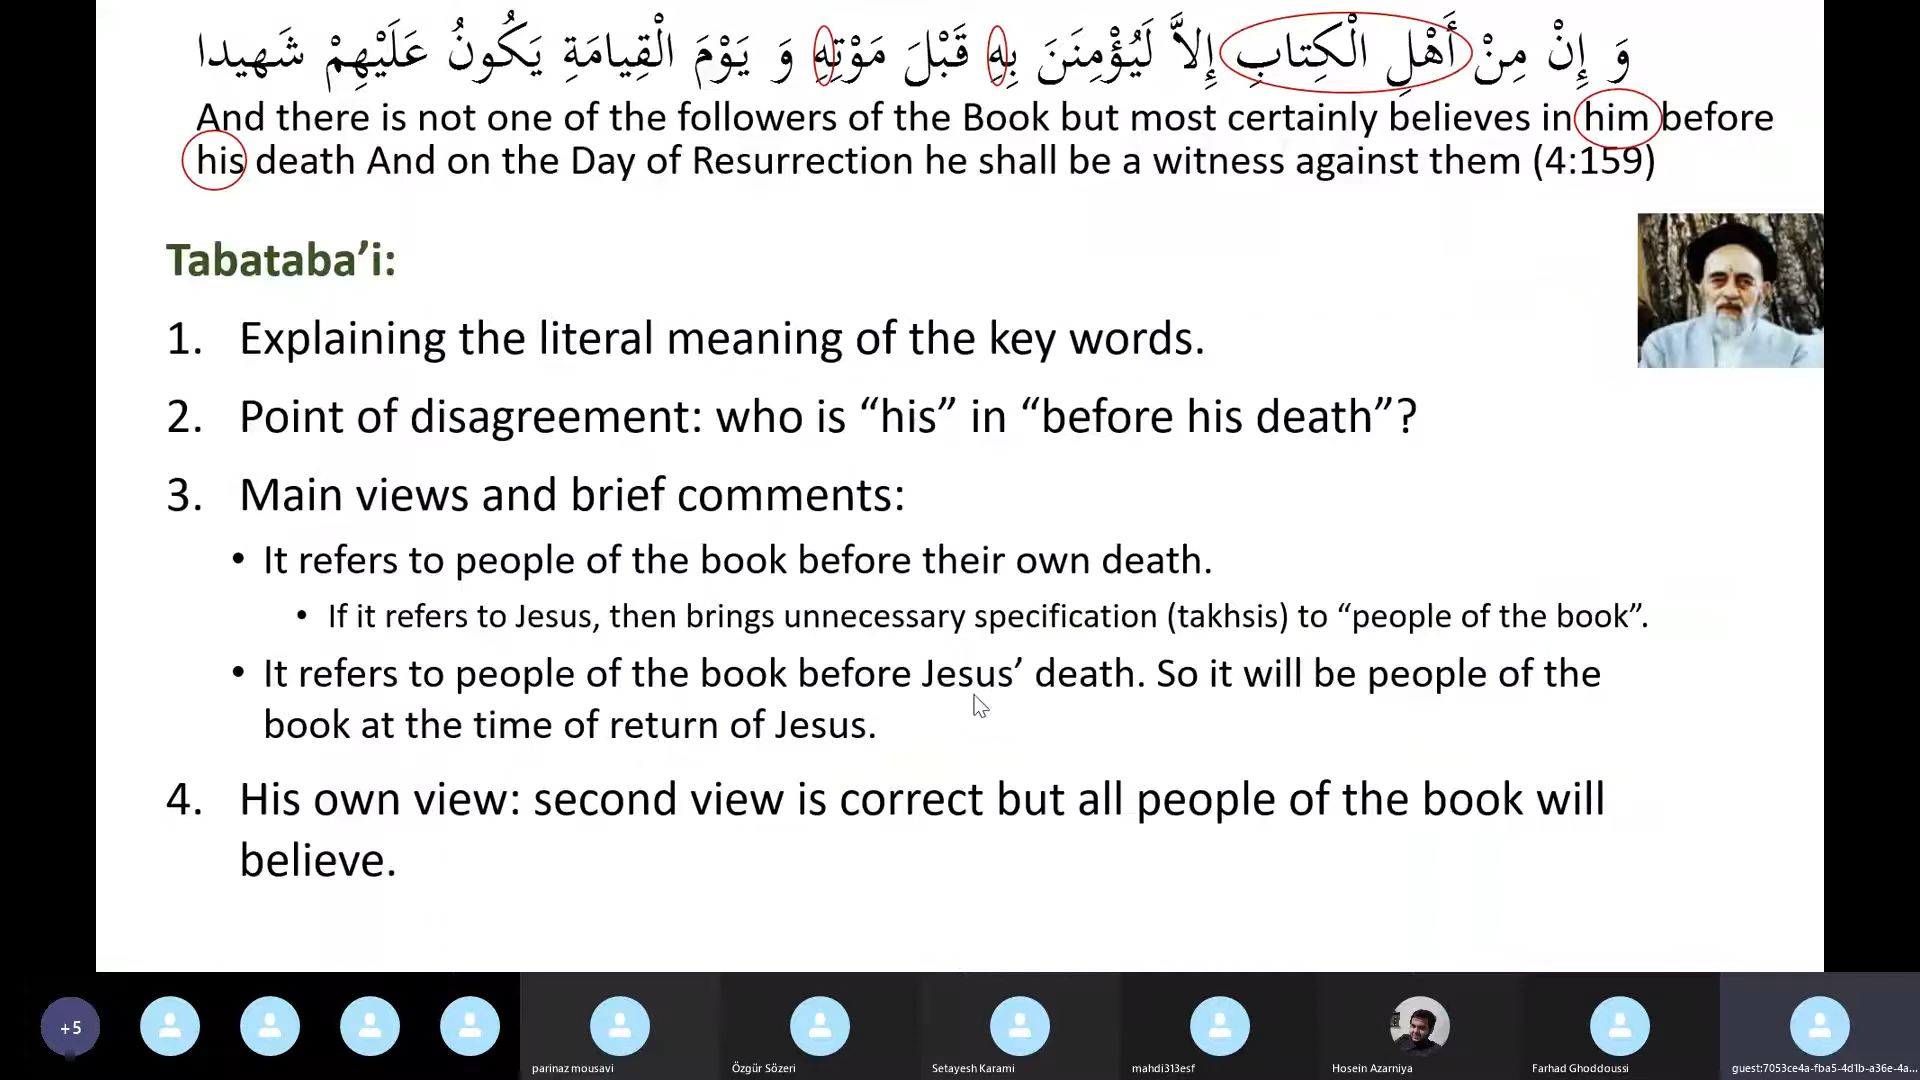 وَ إِنْ مِنْ أَهْلِ الْكِتابِ إِلاَّ لَيُؤْمِنَنَ بِهِ قَبْلَ مَوْتِهِ وَ يَوْمَ الْقِيامَةِ يَكُونُ عَلَيْهِمْ شَهيدا
And there is not one of the followers of the Book but most certainly believes in him before
his death And on the Day of Resurrection he shall be a witness against them (4:159)
Tabataba’i:
1. Explaining the literal meaning of the key words.
2. Point of disagreement: who is “his” in “before his death”?
3. Main views and brief comments:
• It refers to people of the book before their own death.
• If it refers to Jesus, then brings unnecessary specification (takhsis) to “people of the book”.
• It refers to people of the book before Jesus’ death. So it will be people of the
book at the time of return of Jesus.
4. His own view: second view is correct but all people of the book will
believe.
+5
parinaz mousavi
Özgür Sözeri
Setayesh Karami
mahdi313esf
Hosein Azarniya
Farhad Ghoddoussi
guest:7053ce4a-fba5-4d1b-a36e-4a...